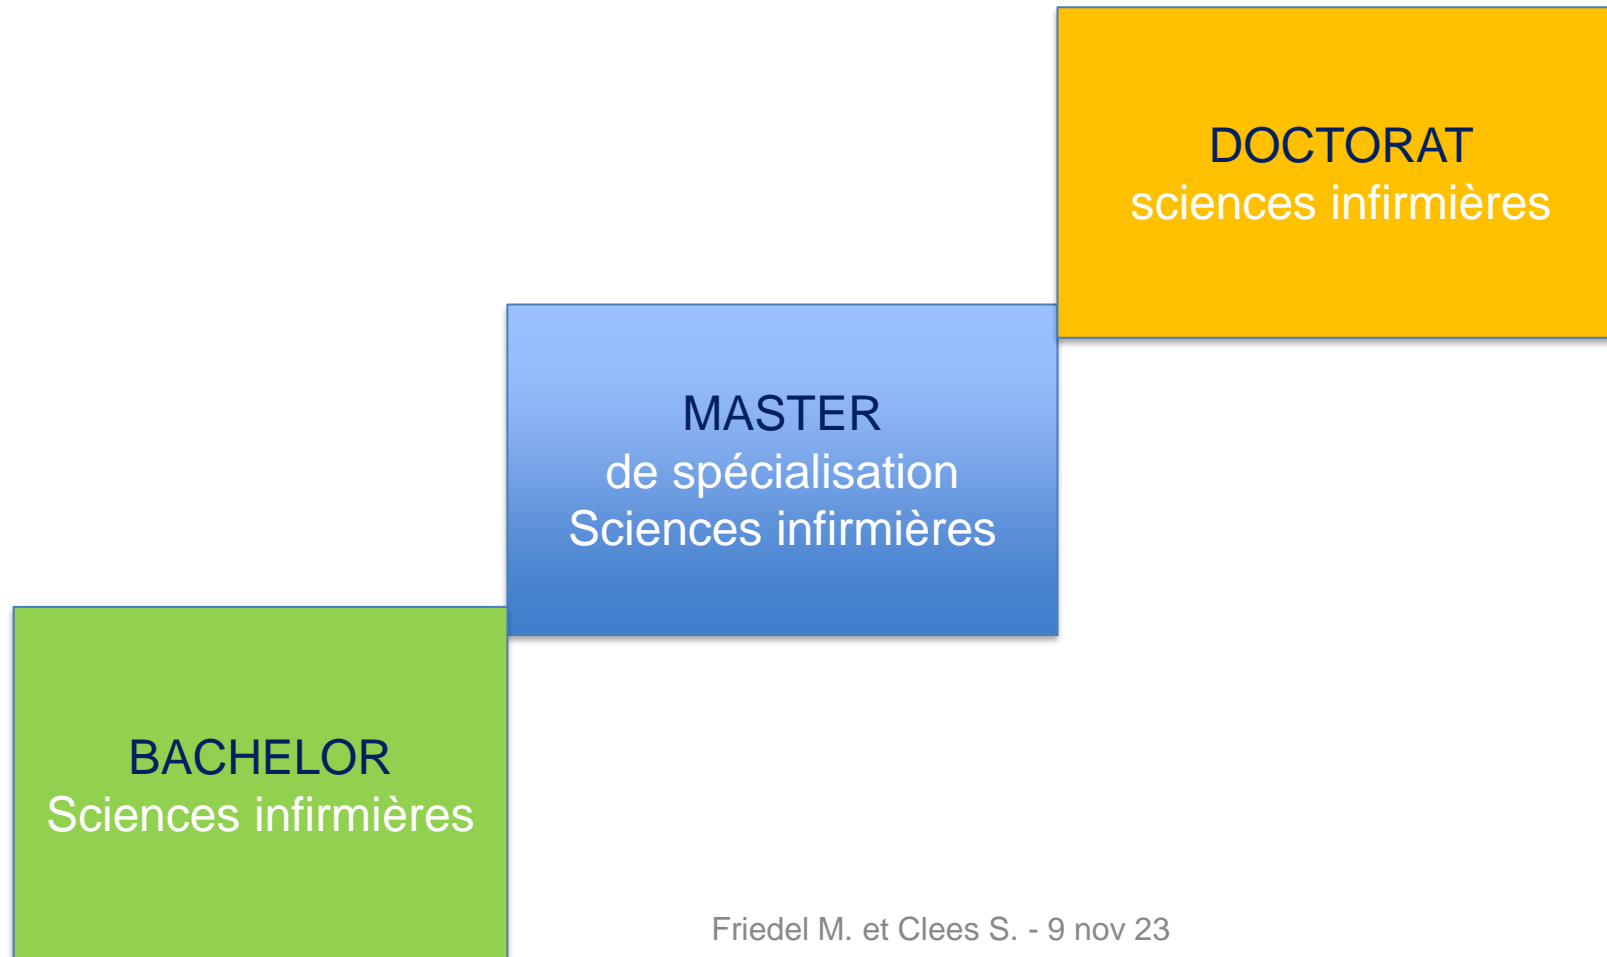 DOCTORAT
sciences infirmières
MASTER
de spécialisation
Sciences infirmières
BACHELOR
Sciences infirmières
Friedel M. et Clees S. - 9 nov 23